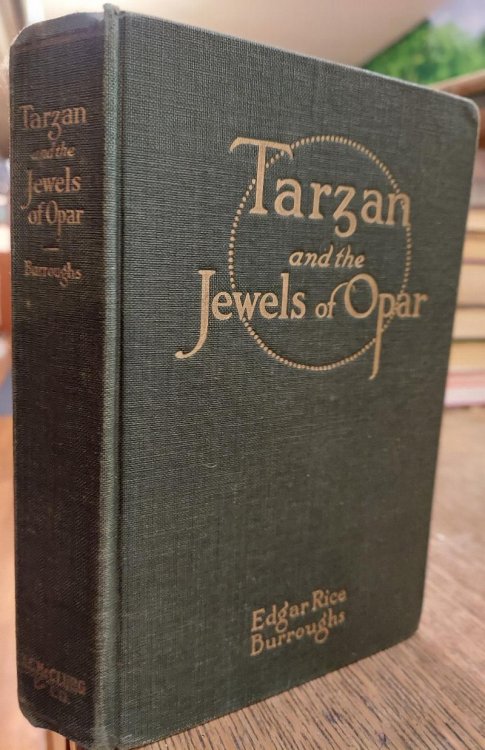 Tarzan
and the
Jewels
of Opar
Burroughs
A.C. McCLURG
& CO.
Tarzan
and the
Jewels of Opar
Edgar Rice
Burroughs